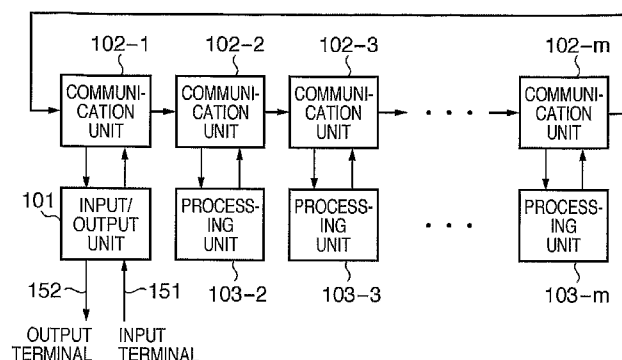 102-1
102-2
102-3
102-m
COMMUNI-
CATION
UNIT
COMMUNI-
CATION
UNIT
COMMUNI-
CATION
UNIT
. . .
COMMUNI-
CATION
UNIT
101
INPUT/
OUTPUT
UNIT
PROCESS-
ING
UNIT
PROCESS-
ING
UNIT
. . .
PROCESS-
ING
UNIT
152
151
103-2
103-3
103-m
OUTPUT
TERMINAL
INPUT
TERMINAL